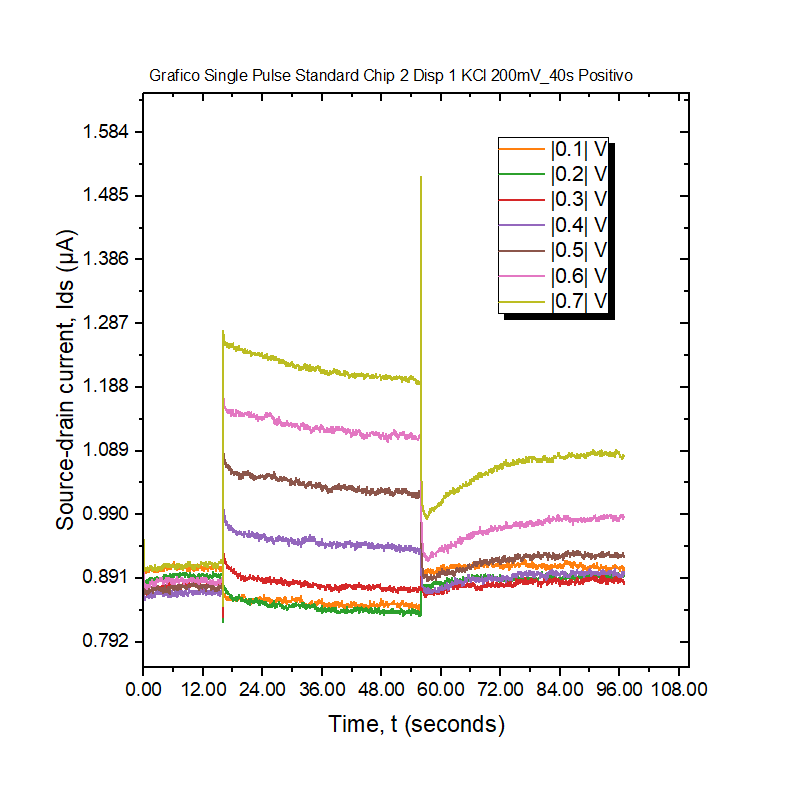 Grafico Single Pulse Standard Chip 2 Disp 1 KCl 200mV_40s Positivo
1.584
1.485
1.386
1.287
1.188
1.089
0.990
0.891
0.792
Source-drain current, Ids (μA)
|0.1| V
|0.2| V
|0.3| V
|0.4| V
|0.5| V
|0.6| V
|0.7| V
0.00 12.00 24.00 36.00 48.00 60.00 72.00 84.00 96.00 108.00
Time, t (seconds)